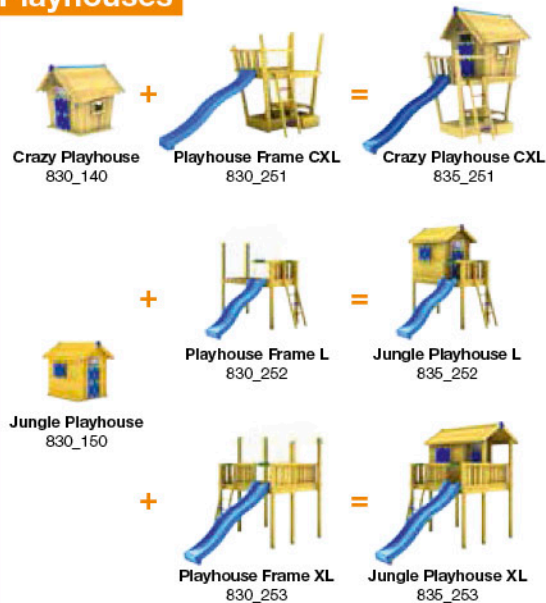 Playhouses
+
=
Crazy Playhouse
830_140
Playhouse Frame CXL
830_251
Crazy Playhouse CXL
835_251
+
=
Playhouse Frame L
830_252
Jungle Playhouse L
835_252
Jungle Playhouse
830_150
+
=
Playhouse Frame XL
830_253
Jungle Playhouse XL
835_253